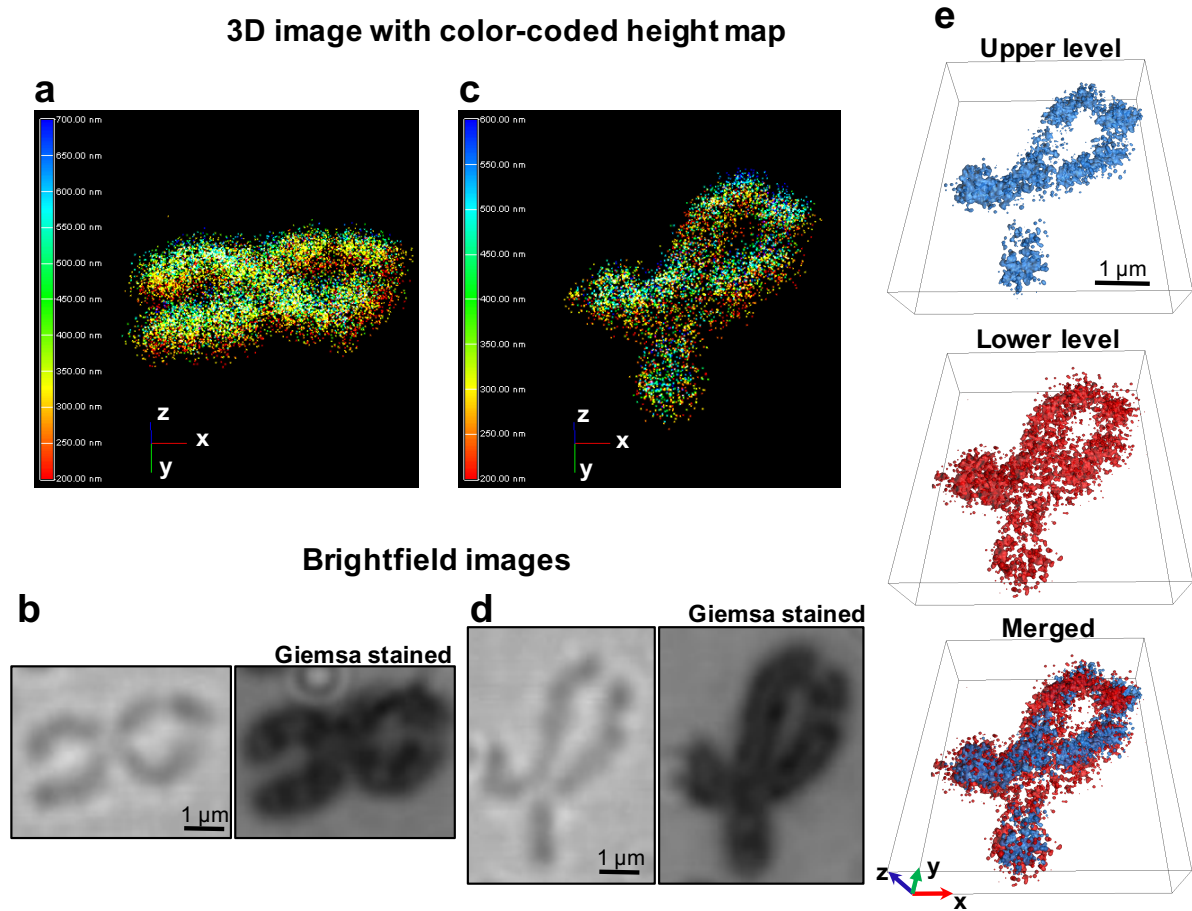 3D image with color-coded height map
a
700.00 nm
650.00 nm
600.00 nm
550.00 nm
500.00 nm
450.00 nm
400.00 nm
350.00 nm
300.00 nm
250.00 nm
200.00 nm
z
x
y
c
600.00 nm
550.00 nm
500.00 nm
450.00 nm
400.00 nm
350.00 nm
300.00 nm
250.00 nm
200.00 nm
z
x
y
Brightfield images
b
Giemsa stained
1 µm
d
Giemsa stained
1 µm
e
Upper level
1 µm
Lower level
Merged
z
y
x